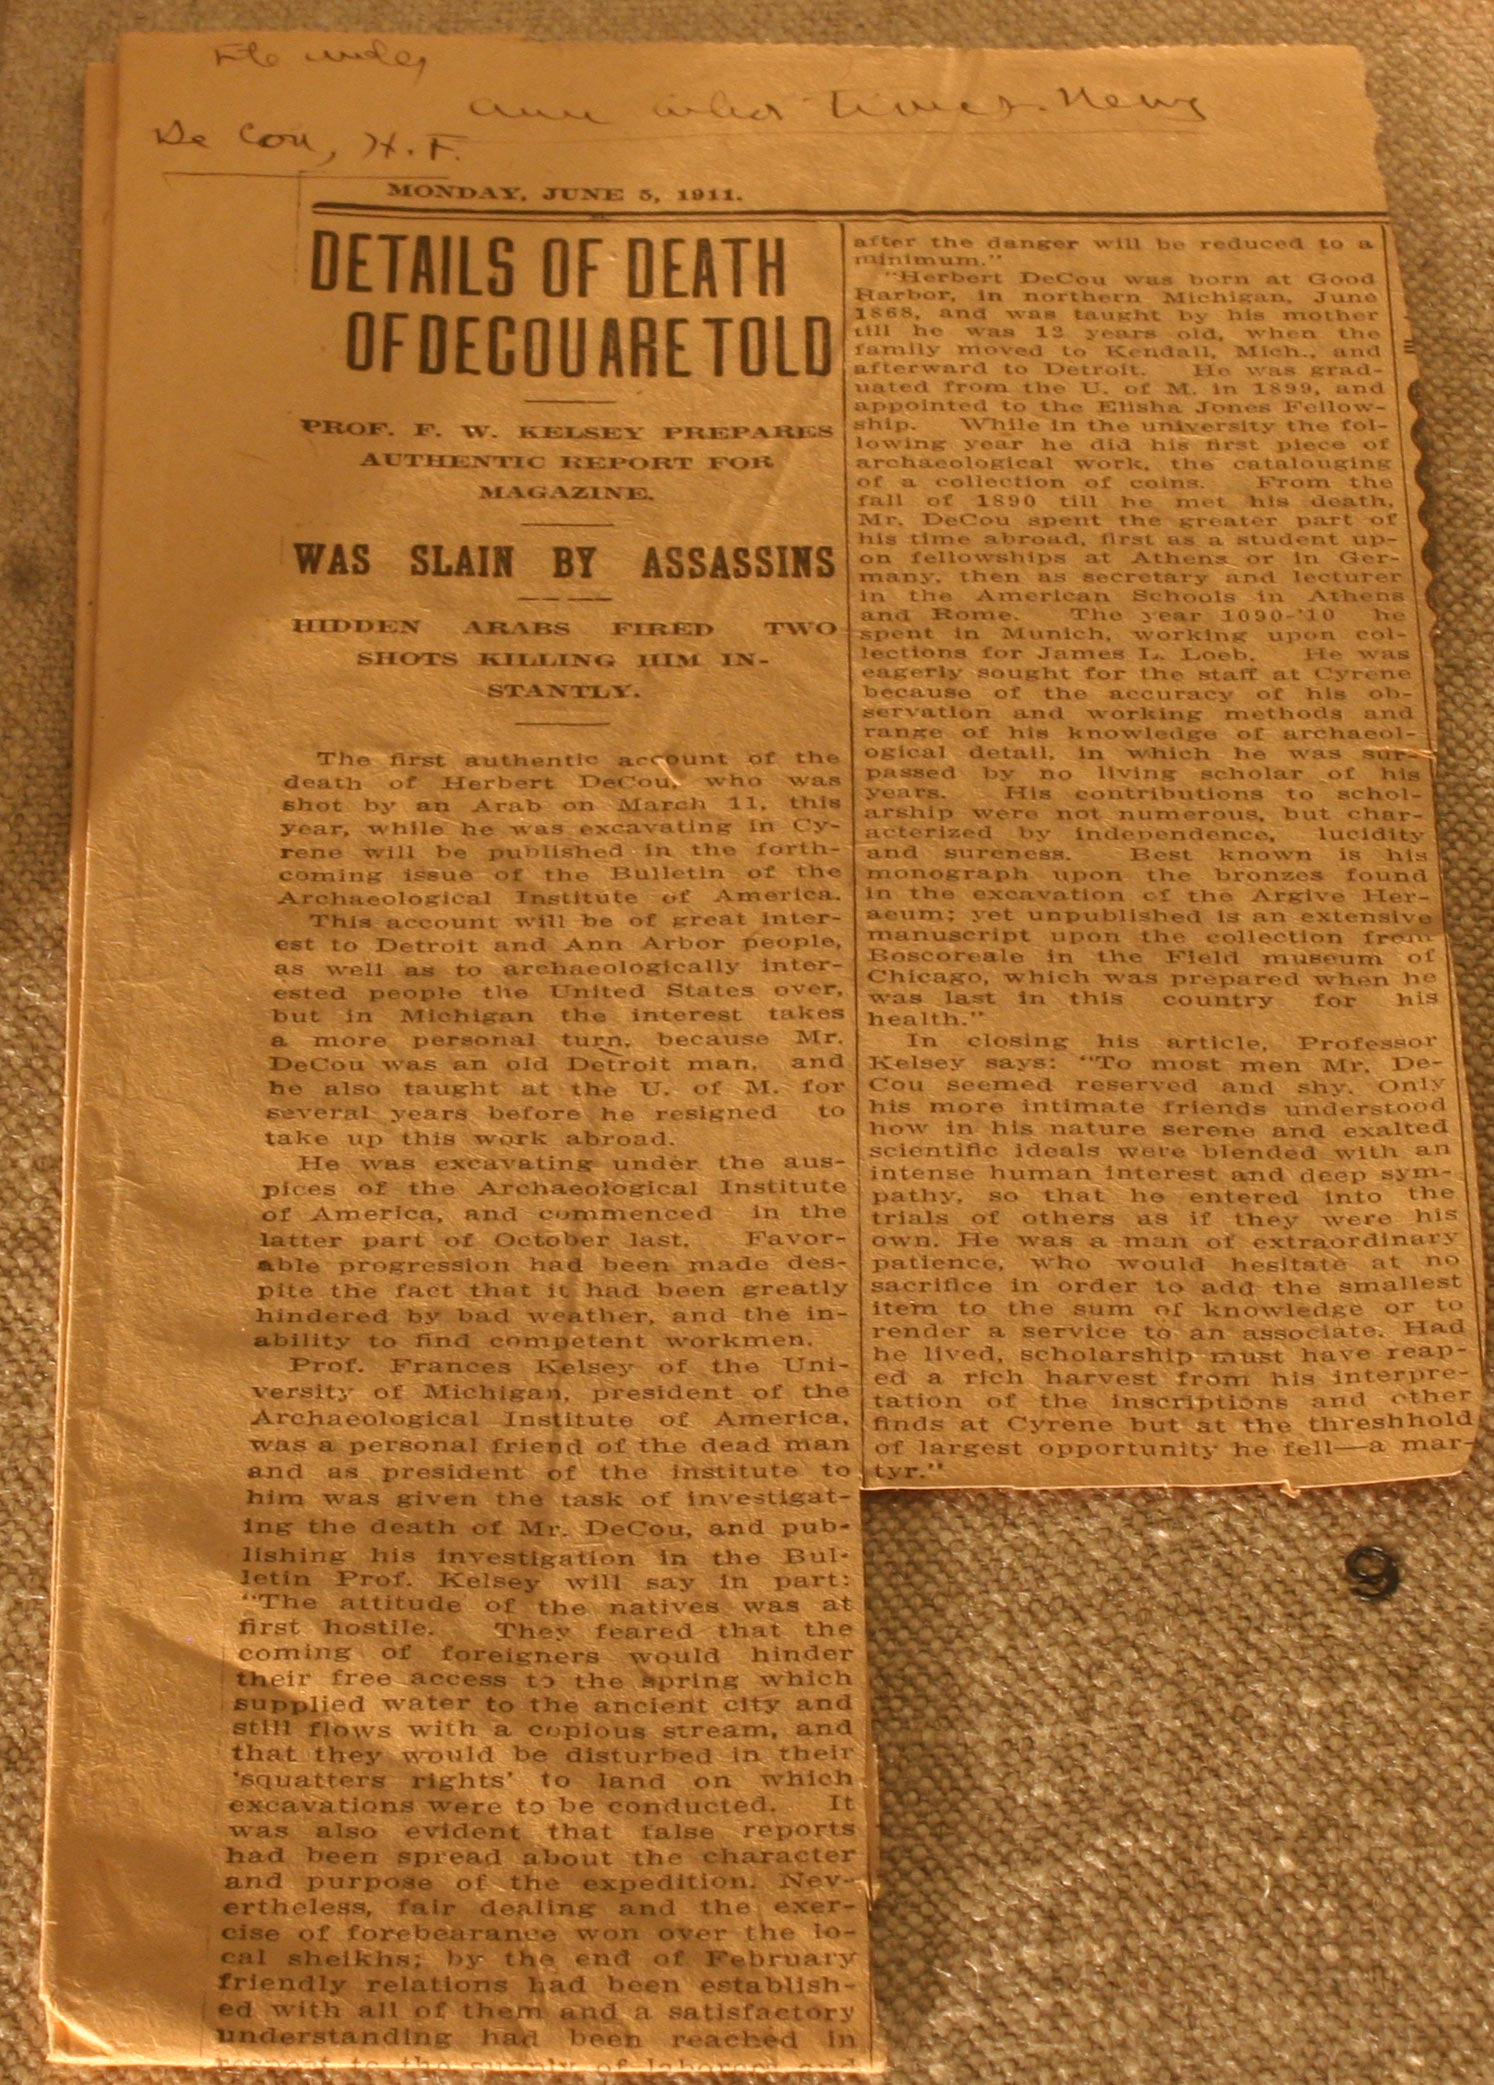 File under
Ann Arbor Times-News
De Cou, H. F.
MONDAY, JUNE 5, 1911.
DETAILS OF DEATH
OF DECOU ARE TOLD
PROF. F. W. KELSEY PREPARES
AUTHENTIC REPORT FOR
MAGAZINE.
WAS SLAIN BY ASSASSINS
HIDDEN ARABS FIRED TWO
SHOTS KILLING HIM IN-
STANTLY.
The first authentic account of the
death of Herbert DeCou, who was
shot by an Arab on March 11, this
year, while he was excavating in Cy-
rene will be published in the forth-
coming issue of the Bulletin of the
Archaeological Institute of America.
This account will be of great inter-
est to Detroit and Ann Arbor people,
as well as to archaeologically inter-
ested people the United States over,
but in Michigan the interest takes
a more personal turn, because Mr.
DeCou was an old Detroit man, and
he also taught at the U. of M. for
several years before he resigned to
take up this work abroad.
He was excavating under the aus-
pices of the Archaeological Institute
of America, and commenced in the
latter part of October last. Favor-
able progression had been made des-
pite the fact that it had been greatly
hindered by bad weather, and the in-
ability to find competent workmen.
Prof. Frances Kelsey of the Uni-
versity of Michigan, president of the
Archaeological Institute of America,
was a personal friend of the dead man
and as president of the institute to
him was given the task of investigat-
ing the death of Mr. DeCou, and pub-
lishing his investigation in the Bul-
letin Prof. Kelsey will say in part:
"The attitude of the natives was at
first hostile. They feared that the
coming of foreigners would hinder
their free access to the spring which
supplied water to the ancient city and
still flows with a copious stream, and
that they would be disturbed in their
'squatters rights' to land on which
excavations were to be conducted. It
was also evident that false reports
had been spread about the character
and purpose of the expedition. Nev-
ertheless, fair dealing and the exer-
cise of forebearance won over the lo-
cal sheikhs; by the end of February
friendly relations had been establish-
ed with all of them and a satisfactory
understanding had been reached in
respect to the supply of laborers and
after the danger will be reduced to a
minimum."
"Herbert DeCou was born at Good
Harbor, in northern Michigan, June
1868, and was taught by his mother
till he was 12 years old, when the
family moved to Kendall, Mich., and
afterward to Detroit. He was grad-
uated from the U. of M. in 1899, and
appointed to the Elisha Jones Fellow-
ship. While in the university the fol-
lowing year he did his first piece of
archaeological work, the catalouging
of a collection of coins. From the
fall of 1890 till he met his death,
Mr. DeCou spent the greater part of
his time abroad, first as a student up-
on fellowships at Athens or in Ger-
many, then as secretary and lecturer
in the American Schools in Athens
and Rome. The year 1090-'10 he
spent in Munich, working upon col-
lections for James L. Loeb. He was
eagerly sought for the staff at Cyrene
because of the accuracy of his ob-
servation and working methods and
range of his knowledge of archaeol-
ogical detail, in which he was sur-
passed by no living scholar of his
years. His contributions to schol-
arship were not numerous, but char-
acterized by independence, lucidity
and sureness. Best known is his
monograph upon the bronzes found
in the excavation of the Argive Her-
aeum; yet unpublished is an extensive
manuscript upon the collection from
Boscoreale in the Field museum of
Chicago, which was prepared when he
was last in this country for his
health."
In closing his article, Professor
Kelsey says: "To most men Mr. De-
Cou seemed reserved and shy. Only
his more intimate friends understood
how in his nature serene and exalted
scientific ideals were blended with an
intense human interest and deep sym-
pathy, so that he entered into the
trials of others as if they were his
own. He was a man of extraordinary
patience, who would hesitate at no
sacrifice in order to add the smallest
item to the sum of knowledge or to
render a service to an associate. Had
he lived, scholarship must have reap-
ed a rich harvest from his interpre-
tation of the inscriptions and other
finds at Cyrene but at the threshhold
of largest opportunity he fell—a mar-
tyr."
9